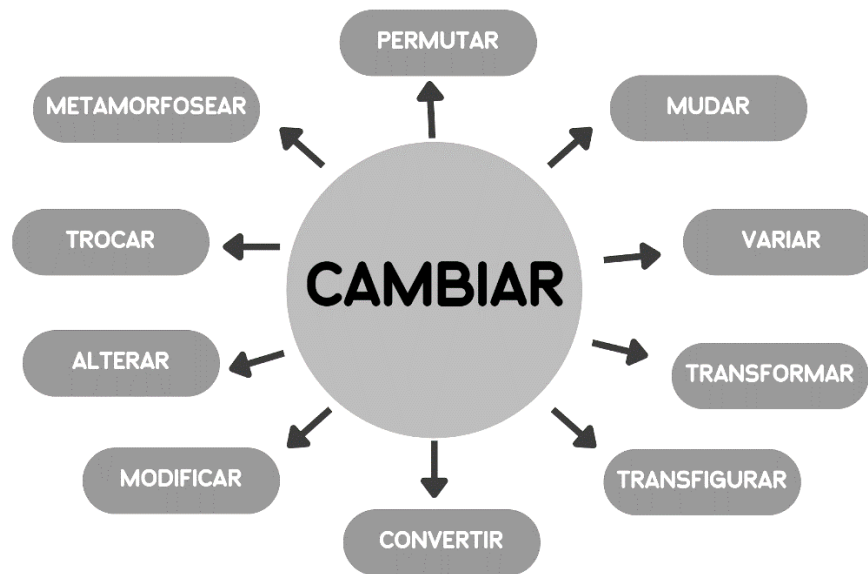 PERMUTAR
METAMORFOSEAR
MUDAR
TROCAR
VARIAR
CAMBIAR
ALTERAR
TRANSFORMAR
MODIFICAR
TRANSFIGURAR
CONVERTIR